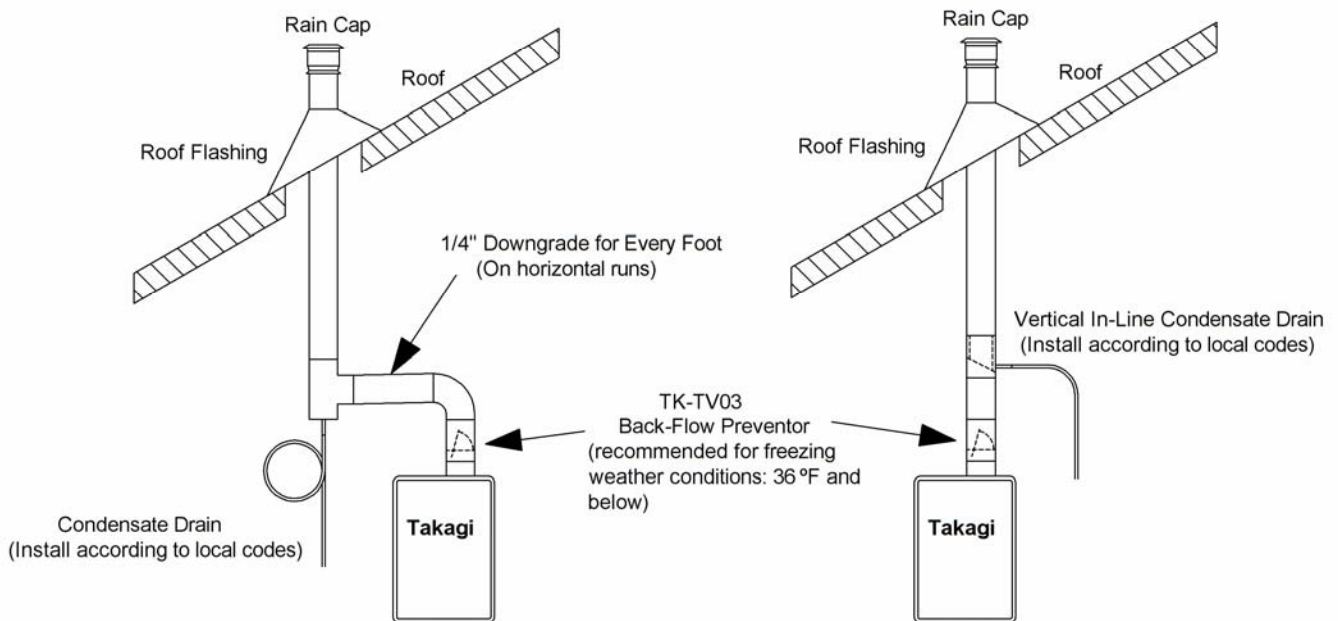 Rain Cap
Roof
Roof Flashing
1/4" Downgrade for Every Foot
(On horizontal runs)
Condensate Drain
(Install according to local codes)
Takagi
TK-TV03
Back-Flow Preventor
(recommended for freezing
weather conditions: 36 ºF and
below)
Rain Cap
Roof
Roof Flashing
Vertical In-Line Condensate Drain
(Install according to local codes)
Takagi